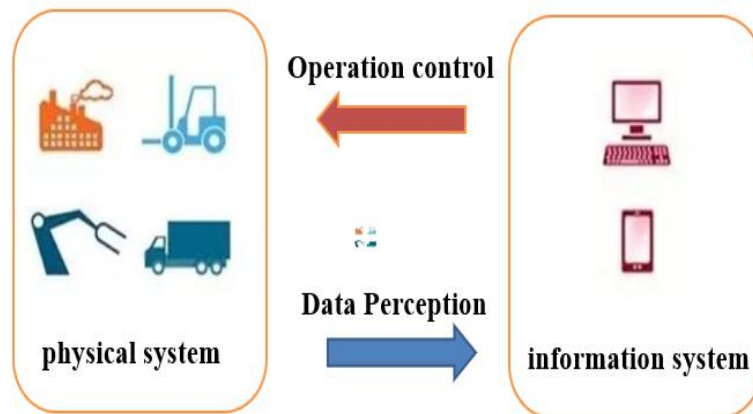 Operation control
Data Perception
physical system
information system